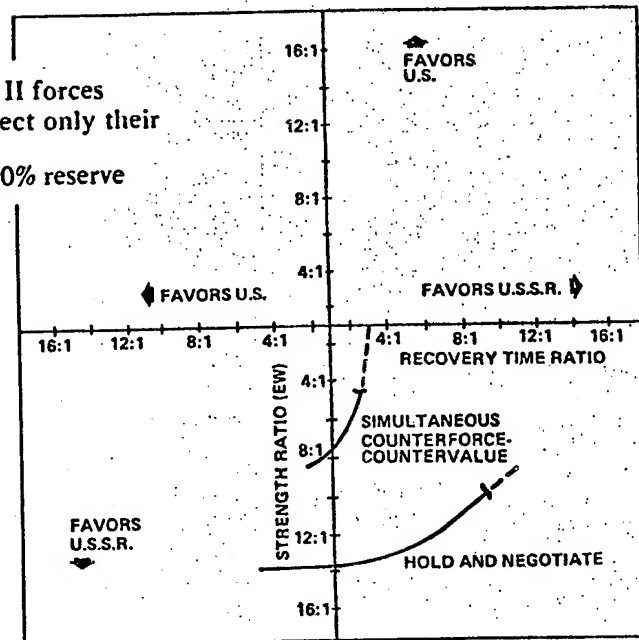 16:1
FAVORS
U.S.
II forces
ect only their
12:1
0% reserve
8:1
4:1
FAVORS U.S.
FAVORS U.S.S.R.
16:1 12:1 8:1 4:1 4:1 8:1 12:1 16:1
RECOVERY TIME RATIO
STRENGTH RATIO (EW)
4:1
SIMULTANEOUS
COUNTERFORCE-
COUNTERVALUE
8:1
FAVORS
U.S.S.R.
12:1
HOLD AND NEGOTIATE
16:1